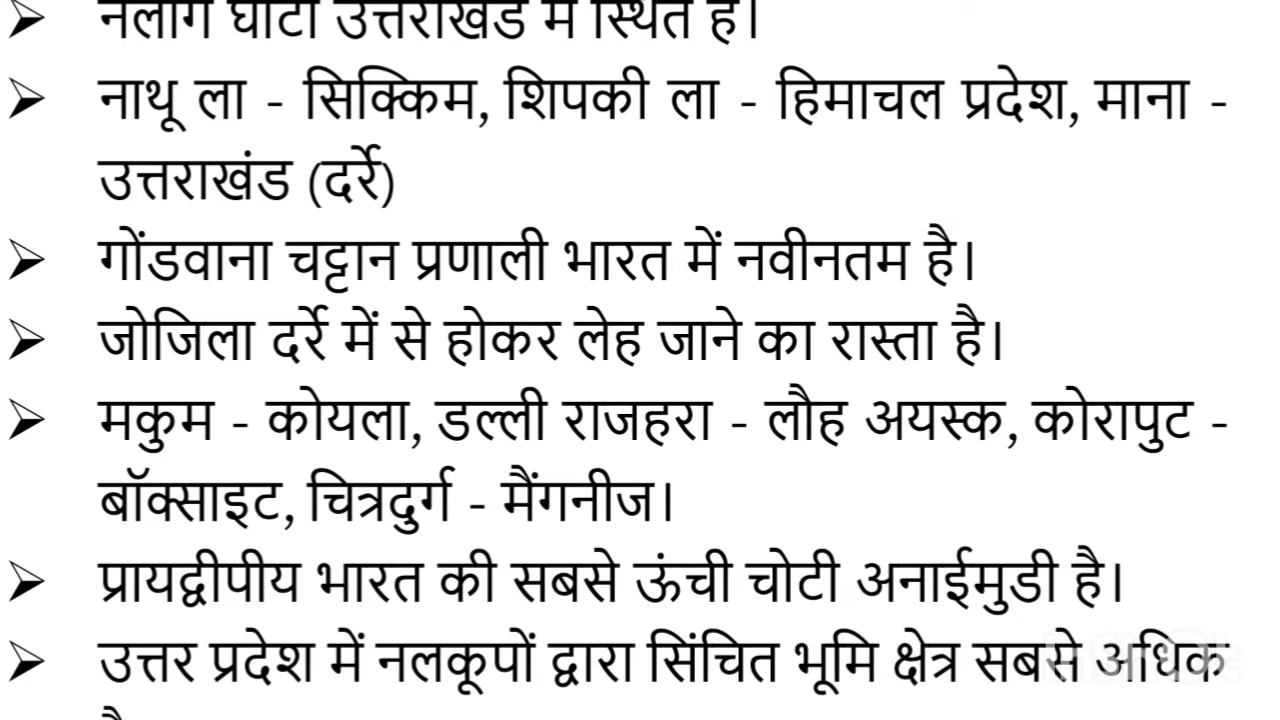 ➤ नेलांग घाटी उत्तराखंड में स्थित है।
➤ नाथू ला - सिक्किम, शिपकी ला - हिमाचल प्रदेश, माना -
उत्तराखंड (दर्रे)
➤ गोंडवाना चट्टान प्रणाली भारत में नवीनतम है।
➤ जोजिला दर्रे में से होकर लेह जाने का रास्ता है।
➤ मकुम - कोयला, डल्ली राजहरा - लौह अयस्क, कोरापुट -
बॉक्साइट, चित्रदुर्ग - मैंगनीज।
➤ प्रायद्वीपीय भारत की सबसे ऊंची चोटी अनाईमुडी है।
➤ उत्तर प्रदेश में नलकूपों द्वारा सिंचित भूमि क्षेत्र सबसे अधिक